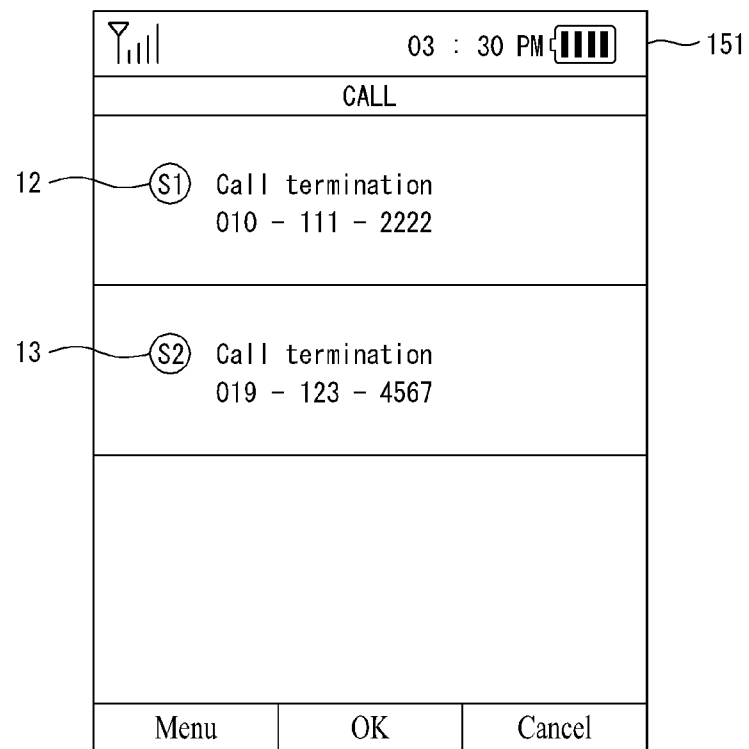 03 : 30 PM
151
CALL
12
S1 Call termination
010 - 111 - 2222
13
S2 Call termination
019 - 123 - 4567
Menu OK Cancel